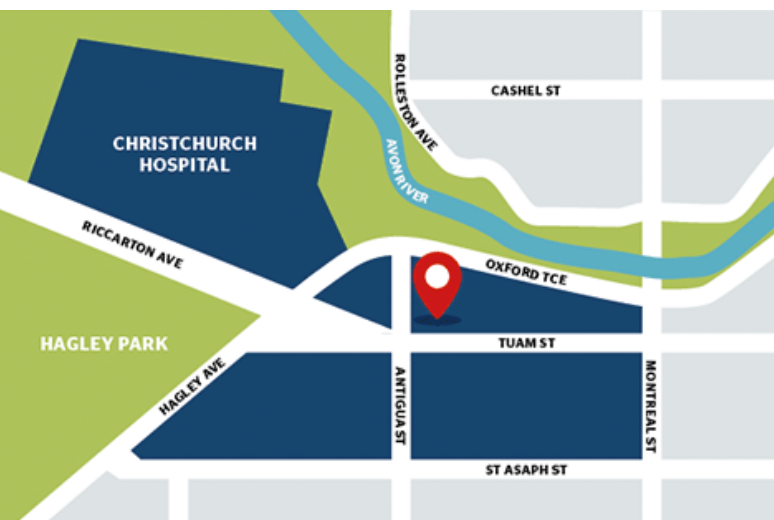 ROLLESTON AVE
CASHEL ST
CHRISTCHURCH
HOSPITAL
AVON RIVER
RICCARTON AVE
OXFORD TCE
HAGLEY PARK
TUAM ST
HAGLEY AVE
ANTIGUA ST
MONTREAL ST
ST ASAPH ST